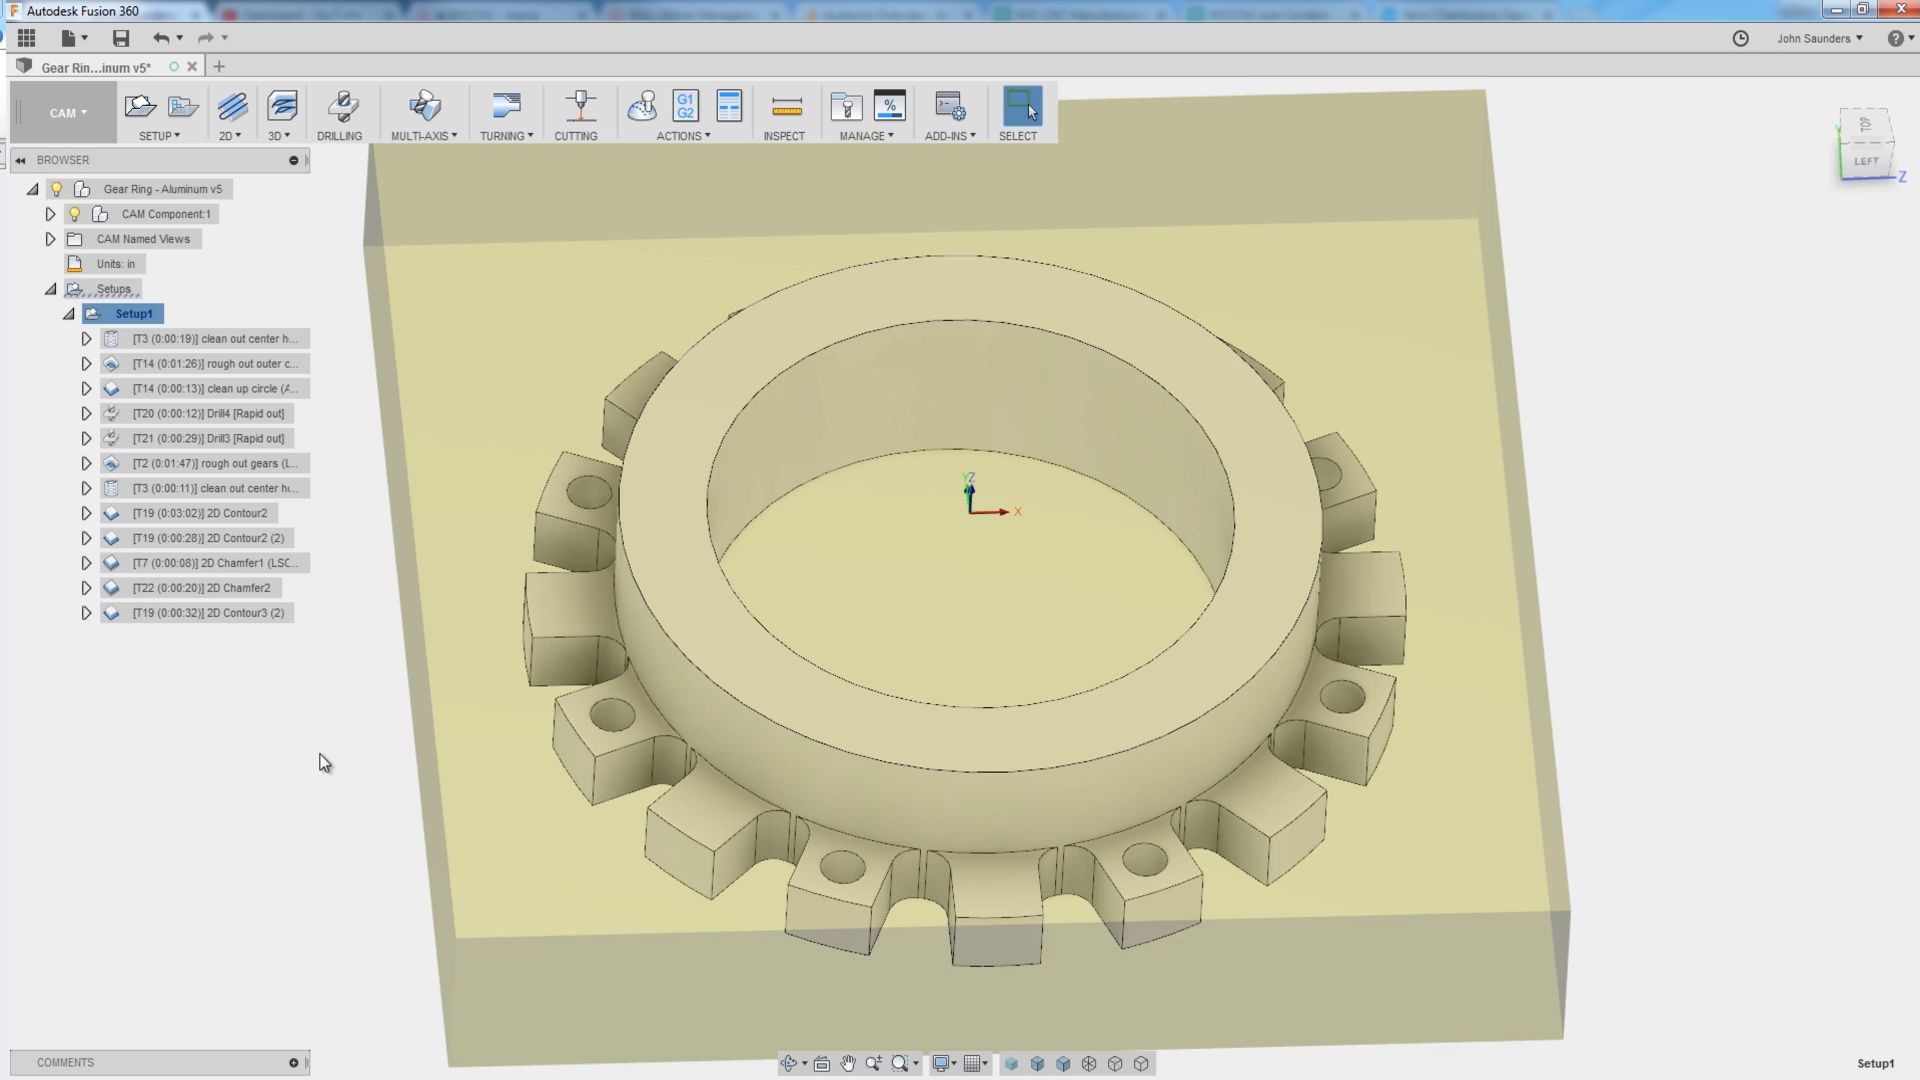 Autodesk Fusion 360
John Saunders
Gear Rin...inum v5*
CAM
G1
G2
%
SETUP
2D
3D
DRILLING
MULTI-AXIS
TURNING
CUTTING
ACTIONS
INSPECT
MANAGE
ADD-INS
SELECT
TOP
LEFT
Y
Z
BROWSER
Gear Ring - Aluminum v5
CAM Component:1
CAM Named Views
Units: in
Setups
Setup1
[T3 (0:00:19)] clean out center h...
[T14 (0:01:26)] rough out outer c...
[T14 (0:00:13)] clean up circle (A...
[T20 (0:00:12)] Drill4 [Rapid out]
[T21 (0:00:29)] Drill3 [Rapid out]
[T2 (0:01:47)] rough out gears (L...
[T3 (0:00:11)] clean out center h...
[T19 (0:03:02)] 2D Contour2
[T19 (0:00:28)] 2D Contour2 (2)
[T7 (0:00:08)] 2D Chamfer1 (LSC...
[T22 (0:00:20)] 2D Chamfer2
[T19 (0:00:32)] 2D Contour3 (2)
YZ
X
COMMENTS
Setup1